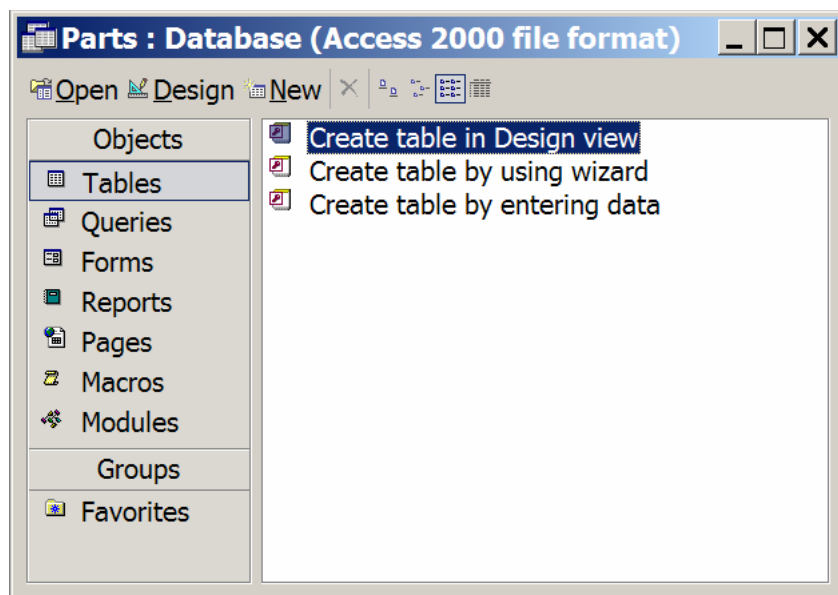 Parts : Database (Access 2000 file format)
Open Design New
Objects
Tables
Queries
Forms
Reports
Pages
Macros
Modules
Groups
Favorites
Create table in Design view
Create table by using wizard
Create table by entering data